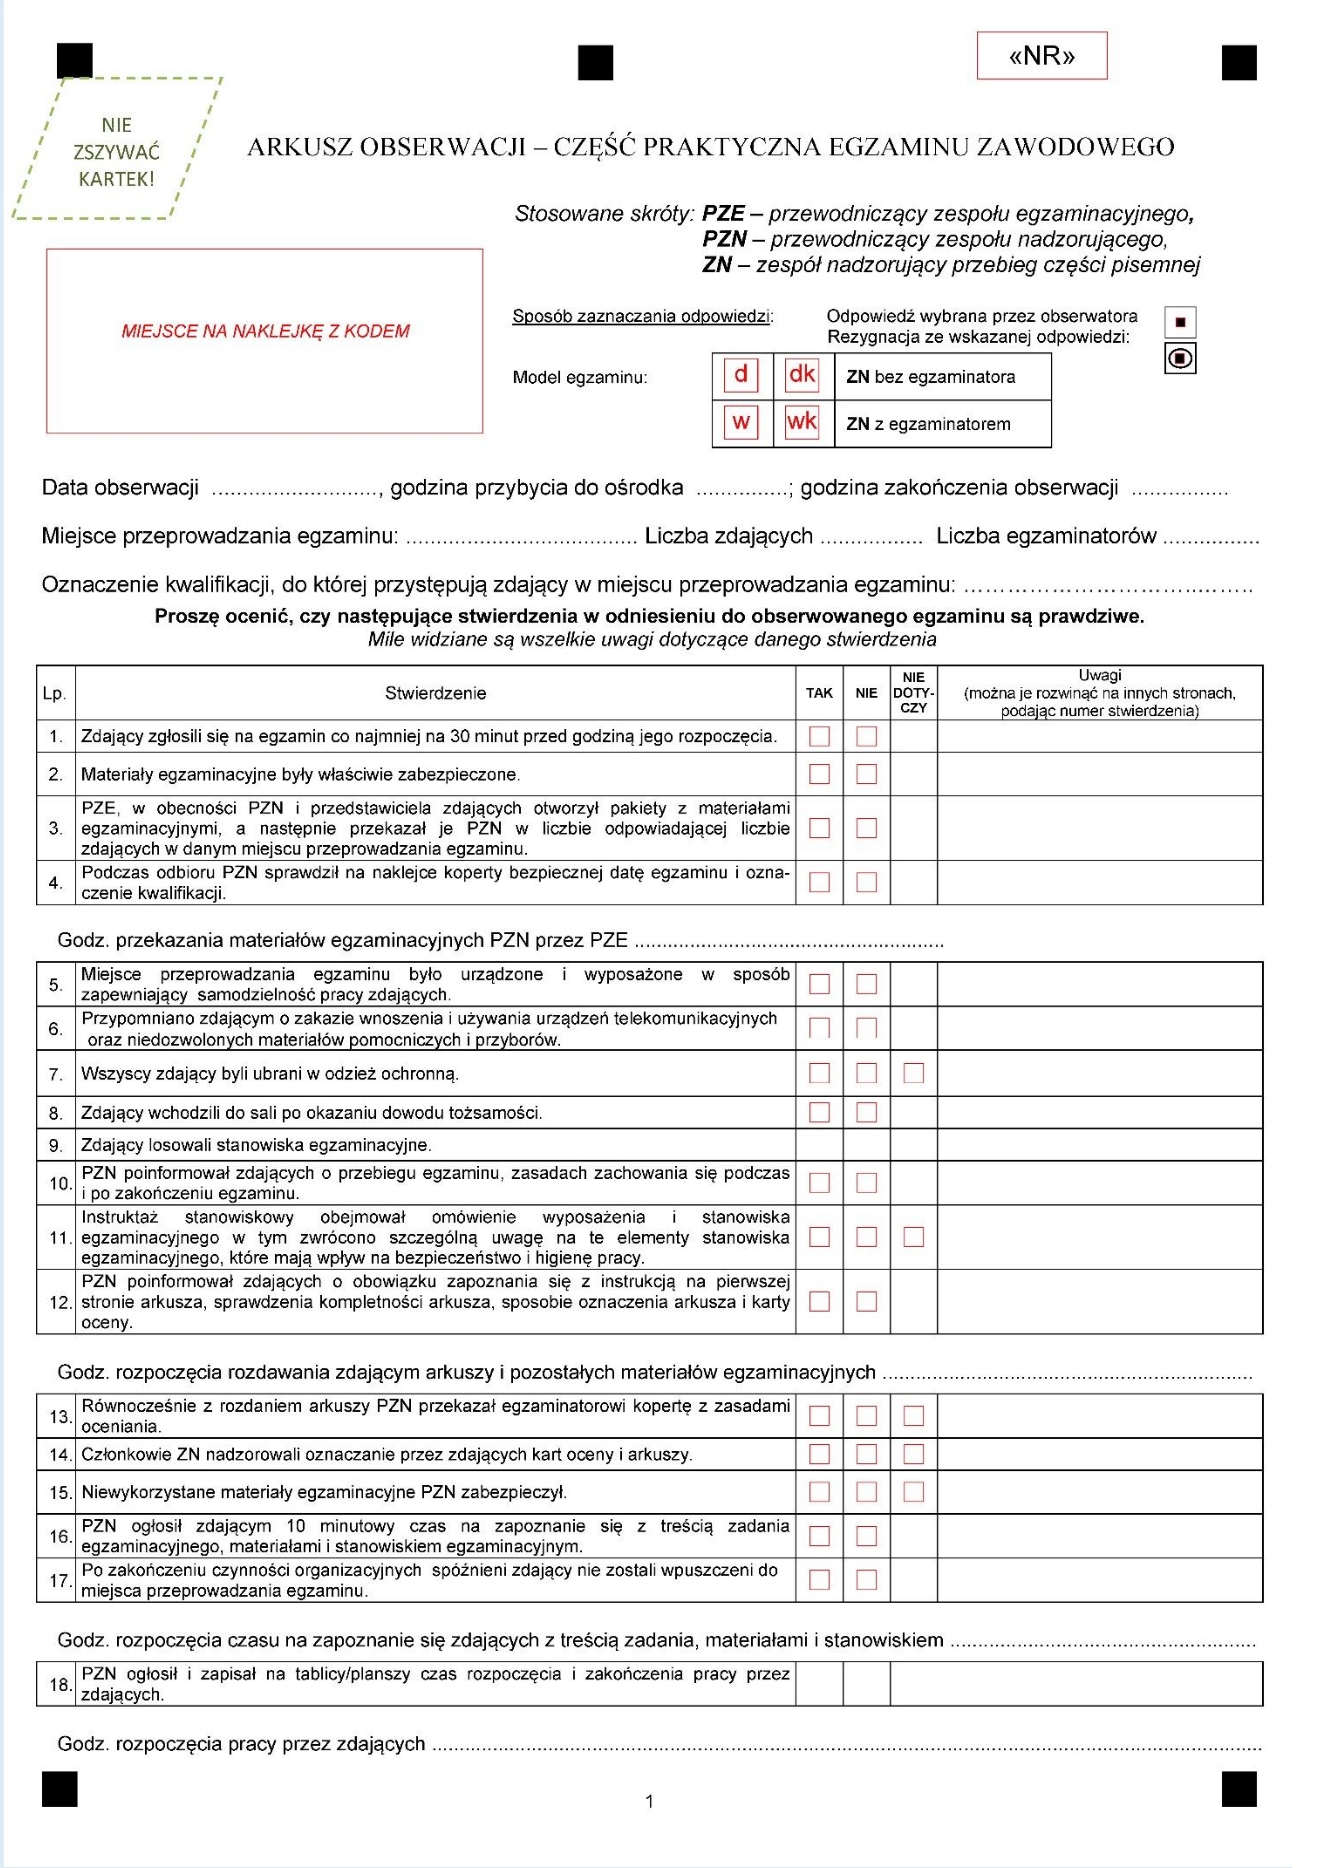 «NR»
NIE
ZSZYWAĆ
KARTEK!
ARKUSZ OBSERWACJI – CZĘŚĆ PRAKTYCZNA EGZAMINU ZAWODOWEGO
Stosowane skróty: PZE – przewodniczący zespołu egzaminacyjnego,
PZN – przewodniczący zespołu nadzorującego,
ZN – zespół nadzorujący przebieg części pisemnej
MIEJSCE NA NAKLEJKĘ Z KODEM
Sposób zaznaczania odpowiedzi: Odpowiedź wybrana przez obserwatora
Rezygnacja ze wskazanej odpowiedzi:
Model egzaminu: d dk ZN bez egzaminatora
w wk ZN z egzaminatorem
Data obserwacji ..........................., godzina przybycia do ośrodka ...............; godzina zakończenia obserwacji ................
Miejsce przeprowadzania egzaminu: ...................................... Liczba zdających ................. Liczba egzaminatorów ................
Oznaczenie kwalifikacji, do której przystępują zdający w miejscu przeprowadzania egzaminu: ………………………………………
Proszę ocenić, czy następujące stwierdzenia w odniesieniu do obserwowanego egzaminu są prawdziwe.
Mile widziane są wszelkie uwagi dotyczące danego stwierdzenia
Lp. Stwierdzenie TAK NIE NIE DOTY-CZY Uwagi
(można je rozwinąć na innych stronach,
podając numer stwierdzenia)
1. Zdający zgłosili się na egzamin co najmniej na 30 minut przed godziną jego rozpoczęcia.
2. Materiały egzaminacyjne były właściwie zabezpieczone.
3. PZE, w obecności PZN i przedstawiciela zdających otworzył pakiety z materiałami
egzaminacyjnymi, a następnie przekazał je PZN w liczbie odpowiadającej liczbie
zdających w danym miejscu przeprowadzania egzaminu.
4. Podczas odbioru PZN sprawdził na naklejce koperty bezpiecznej datę egzaminu i ozna-
czenie kwalifikacji.
Godz. przekazania materiałów egzaminacyjnych PZN przez PZE ........................................................
5. Miejsce przeprowadzania egzaminu było urządzone i wyposażone w sposób
zapewniający samodzielność pracy zdających.
6. Przypomniano zdającym o zakazie wnoszenia i używania urządzeń telekomunikacyjnych
oraz niedozwolonych materiałów pomocniczych i przyborów.
7. Wszyscy zdający byli ubrani w odzież ochronną.
8. Zdający wchodzili do sali po okazaniu dowodu tożsamości.
9. Zdający losowali stanowiska egzaminacyjne.
10. PZN poinformował zdających o przebiegu egzaminu, zasadach zachowania się podczas
i po zakończeniu egzaminu.
11. Instruktaż stanowiskowy obejmował omówienie wyposażenia i stanowiska
egzaminacyjnego w tym zwrócono szczególną uwagę na te elementy stanowiska
egzaminacyjnego, które mają wpływ na bezpieczeństwo i higienę pracy.
12. PZN poinformował zdających o obowiązku zapoznania się z instrukcją na pierwszej
stronie arkusza, sprawdzenia kompletności arkusza, sposobie oznaczenia arkusza i karty
oceny.
Godz. rozpoczęcia rozdawania zdającym arkuszy i pozostałych materiałów egzaminacyjnych ...................................................................
13. Równocześnie z rozdaniem arkuszy PZN przekazał egzaminatorowi kopertę z zasadami
oceniania.
14. Członkowie ZN nadzorowali oznaczanie przez zdających kart oceny i arkuszy.
15. Niewykorzystane materiały egzaminacyjne PZN zabezpieczył.
16. PZN ogłosił zdającym 10 minutowy czas na zapoznanie się z treścią zadania
egzaminacyjnego, materiałami i stanowiskiem egzaminacyjnym.
17. Po zakończeniu czynności organizacyjnych spóźnieni zdający nie zostali wpuszczeni do
miejsca przeprowadzania egzaminu.
Godz. rozpoczęcia czasu na zapoznanie się zdających z treścią zadania, materiałami i stanowiskiem .......................................................
18. PZN ogłosił i zapisał na tablicy/planszy czas rozpoczęcia i zakończenia pracy przez
zdających.
Godz. rozpoczęcia pracy przez zdających ......................................................................................................................................................
1